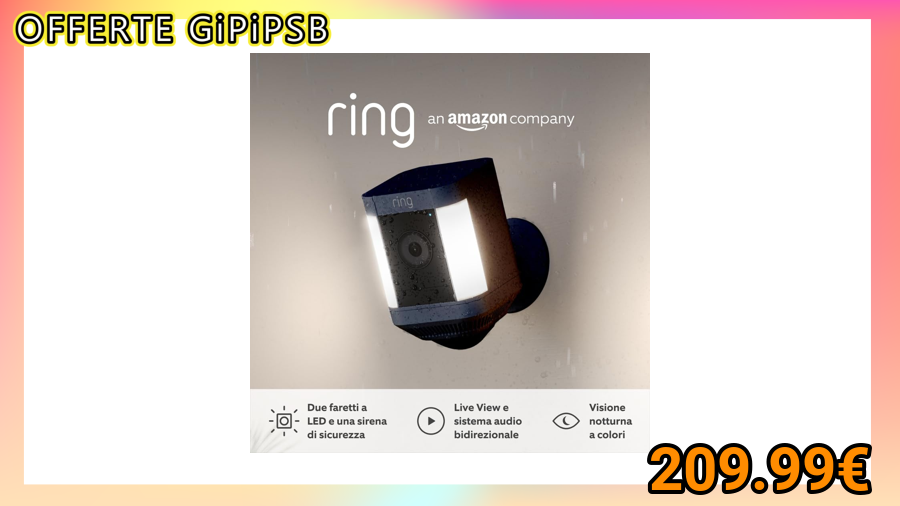 OFFERTE GiPiPSB
ring an amazon company
ring
Due faretti a
LED e una sirena
di sicurezza
Live View e
sistema audio
bidirezionale
Visione
notturna
a colori
209.99€